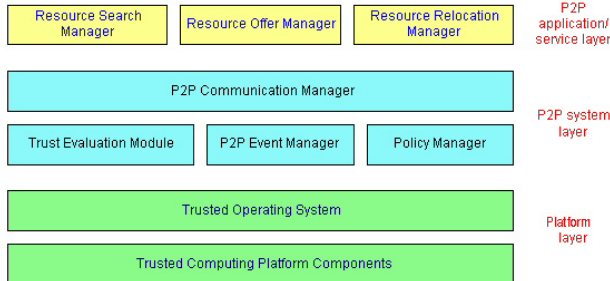 Resource Search
Manager
Resource Offer Manager
Resource Relocation
Manager
P2P
application/
service layer
P2P Communication Manager
Trust Evaluation Module
P2P Event Manager
Policy Manager
P2P system
layer
Trusted Operating System
Trusted Computing Platform Components
Platform
layer